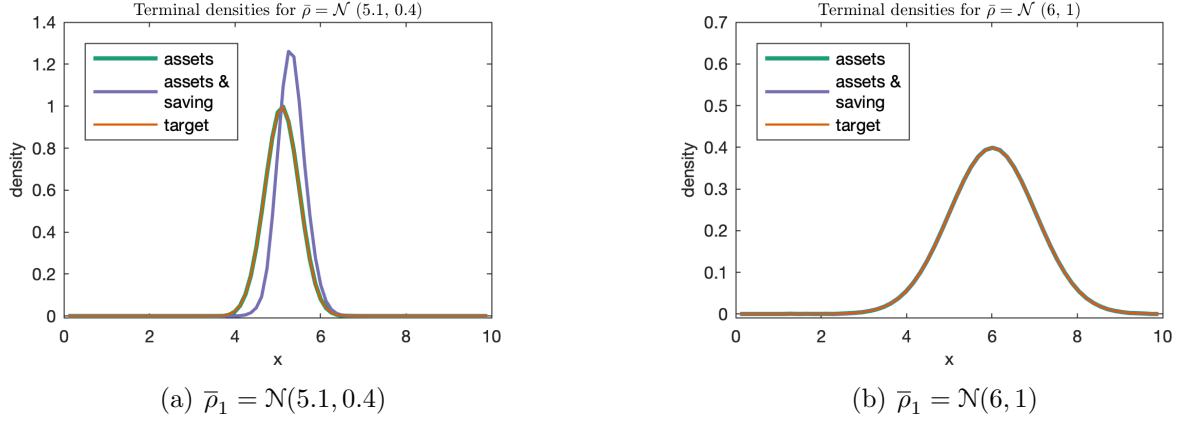 Terminal densities for ρ̄ = 𝒩 (5.1, 0.4)
1.4
1.2
1
0.8
0.6
0.4
0.2
0
density
assets
assets &
saving
target
0 2 4 6 8 10
x
(a) ρ̄₁ = 𝒩(5.1, 0.4)
Terminal densities for ρ̄ = 𝒩 (6, 1)
0.7
0.6
0.5
0.4
0.3
0.2
0.1
0
density
assets
assets &
saving
target
0 2 4 6 8 10
x
(b) ρ̄₁ = 𝒩(6, 1)